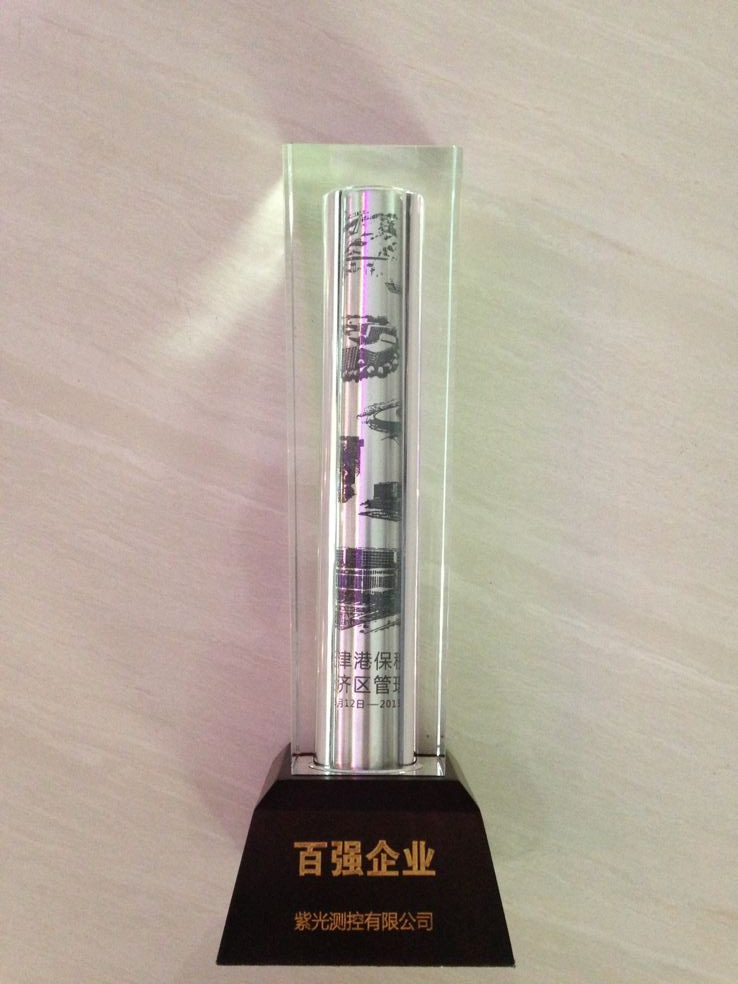 津港保
区管
月12日—201
百强企业
紫光测控有限公司